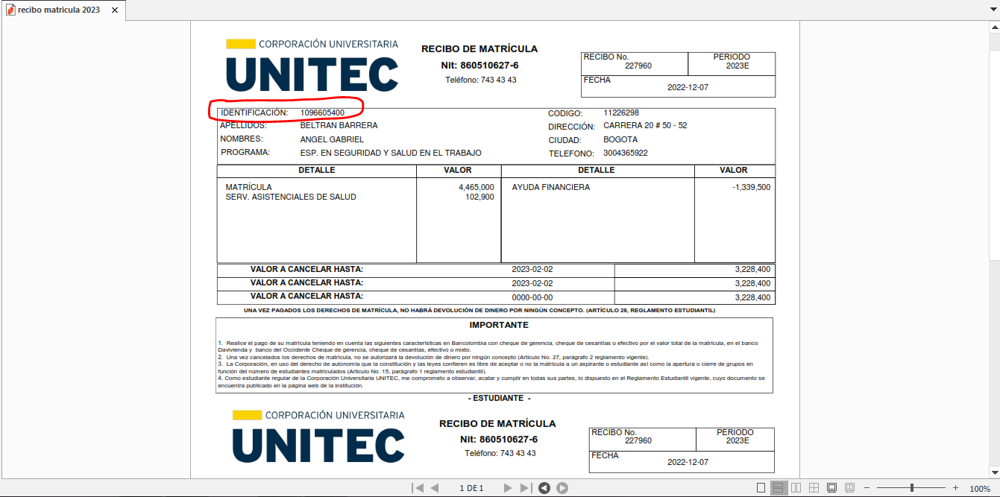 recibo matricula 2023
CORPORACIÓN UNIVERSITARIA
UNITEC
RECIBO DE MATRÍCULA
Nit: 860510627-6
Teléfono: 743 43 43
RECIBO No. PERIODO
227960 2023E
FECHA
2022-12-07
IDENTIFICACIÓN: 1096605400 CODIGO: 11226298
APELLIDOS: BELTRAN BARRERA DIRECCIÓN: CARRERA 20 # 50 - 52
NOMBRES: ANGEL GABRIEL CIUDAD: BOGOTA
PROGRAMA: ESP. EN SEGURIDAD Y SALUD EN EL TRABAJO TELEFONO: 3004365922
DETALLE VALOR DETALLE VALOR
MATRÍCULA 4,465,000 AYUDA FINANCIERA -1,339,500
SERV. ASISTENCIALES DE SALUD 102,900
VALOR A CANCELAR HASTA: 2023-02-02 3,228,400
VALOR A CANCELAR HASTA: 2023-02-02 3,228,400
VALOR A CANCELAR HASTA: 0000-00-00 3,228,400
UNA VEZ PAGADOS LOS DERECHOS DE MATRÍCULA, NO HABRÁ DEVOLUCIÓN DE DINERO POR NINGÚN CONCEPTO. (ARTÍCULO 28, REGLAMENTO ESTUDIANTIL)
IMPORTANTE
1. Realice el pago de su matrícula teniendo en cuenta las siguientes características en Bancolombia con cheque de gerencia, cheque de cesantías o efectivo por el valor total de la matrícula, en el banco
Davivienda y banco del Occidente Cheque de gerencia, cheque de cesantías, efectivo o mixto.
2. Una vez cancelados los derechos de matrícula, no se autorizará la devolución de dinero por ningún concepto (Articulo No. 27, parágrafo 2 reglamento vigente).
3. La Corporación, en uso del derecho de autonomía que la constitución y las leyes confieren es libre de aceptar o no la matrícula a un aspirante o estudiante así como la apertura o cierre de grupos en
función del número de estudiantes matriculados (Articulo No. 15, parágrafo 1 reglamento estudiantil).
4. Como estudiante regular de la Corporación Universitaria UNITEC, me comprometo a observar, acatar y cumplir en todas sus partes, lo dispuesto en el Reglamento Estudiantil vigente, cuyo documento se
encuentra publicado en la página web de la institución.
- ESTUDIANTE -
CORPORACIÓN UNIVERSITARIA
UNITEC
RECIBO DE MATRÍCULA
Nit: 860510627-6
Teléfono: 743 43 43
RECIBO No. PERIODO
227960 2023E
FECHA
2022-12-07
1 DE 1
100%